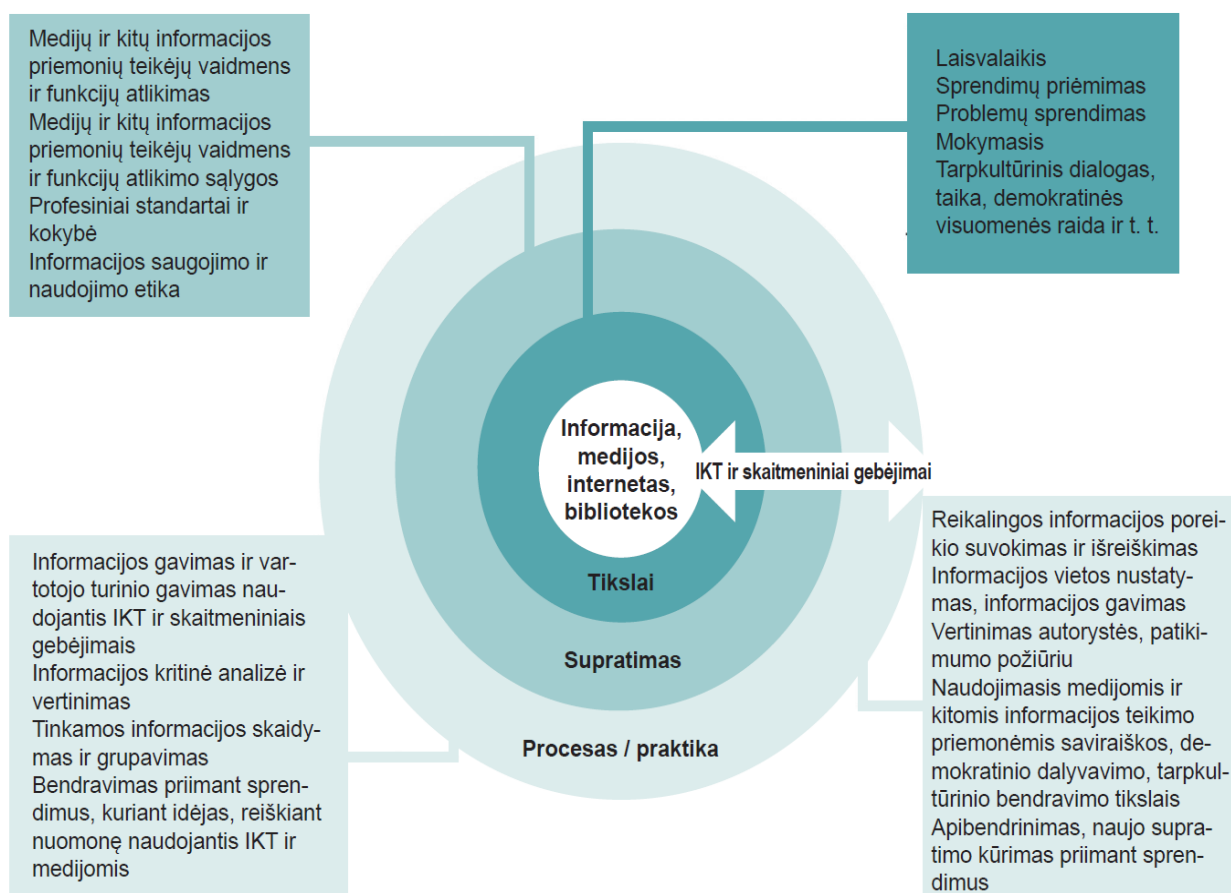 Medijų ir kitų informacijos
priemonių teikėjų vaidmens
ir funkcijų atlikimas
Medijų ir kitų informacijos
priemonių teikėjų vaidmens
ir funkcijų atlikimo sąlygos
Profesiniai standartai ir
kokybė
Informacijos saugojimo ir
naudojimo etika
Laisvalaikis
Sprendimų priėmimas
Problemų sprendimas
Mokymasis
Tarpkultūrinis dialogas,
taika, demokratinės
visuomenės raida ir t. t.
Informacija,
medijos,
internetas,
bibliotekos
IKT ir skaitmeniniai gebėjimai
Tikslai
Supratimas
Procesas / praktika
Informacijos gavimas ir var-
totojo turinio gavimas nau-
dojantis IKT ir skaitmeniniais
gebėjimais
Informacijos kritinė analizė ir
vertinimas
Tinkamos informacijos skaidy-
mas ir grupavimas
Bendravimas priimant spren-
dimus, kuriant idėjas, reiškiant
nuomonę naudojantis IKT ir
medijomis
Reikalingos informacijos porei-
kio suvokimas ir išreiškimas
Informacijos vietos nustaty-
mas, informacijos gavimas
Vertinimas autorystės, patiki-
mumo požiūriu
Naudojimasis medijomis ir
kitomis informacijos teikimo
priemonėmis saviraiškos, de-
mokratinio dalyvavimo, tarpkul-
tūrinio bendravimo tikslais
Apibendrinimas, naujo supra-
timo kūrimas priimant spren-
dimus